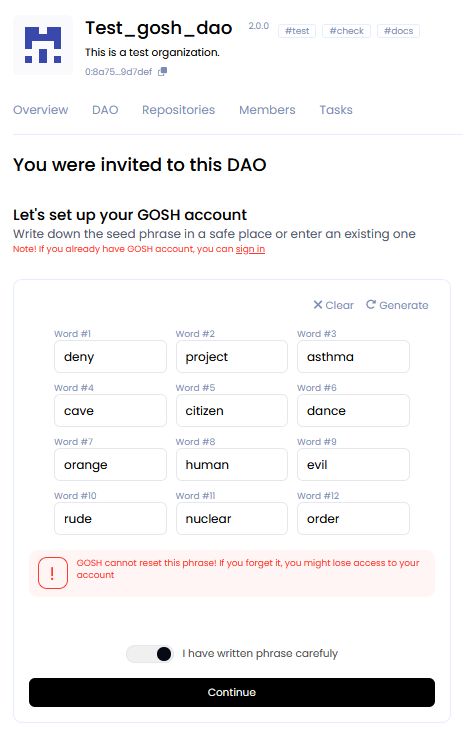 Test_gosh_dao 2.0.0 #test #check #docs
This is a test organization.
0:8a75...9d7def
Overview DAO Repositories Members Tasks
You were invited to this DAO
Let's set up your GOSH account
Write down the seed phrase in a safe place or enter an existing one
Note! If you already have GOSH account, you can sign in
Clear Generate
Word #1 Word #2 Word #3
deny project asthma
Word #4 Word #5 Word #6
cave citizen dance
Word #7 Word #8 Word #9
orange human evil
Word #10 Word #11 Word #12
rude nuclear order
GOSH cannot reset this phrase! If you forget it, you might lose access to your
account
I have written phrase carefuly
Continue